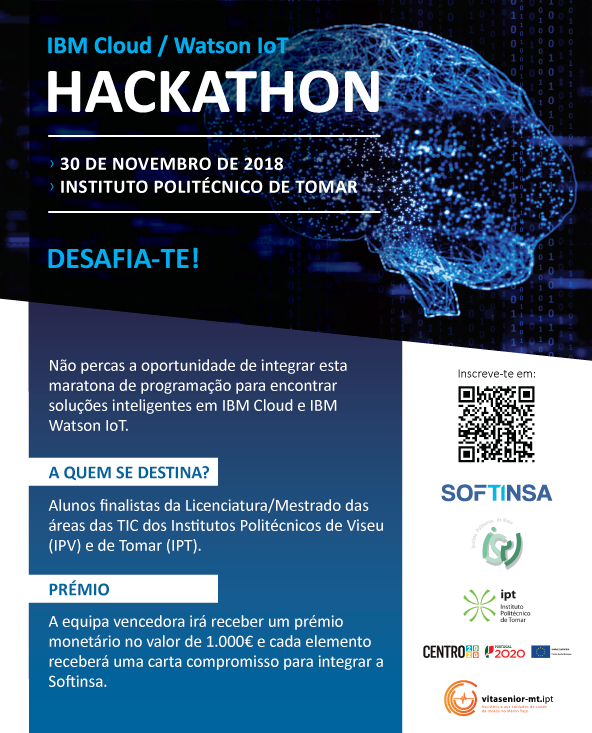 IBM Cloud / Watson IoT
HACKATHON
› 30 DE NOVEMBRO DE 2018
› INSTITUTO POLITÉCNICO DE TOMAR
DESAFIA-TE!
Não percas a oportunidade de integrar esta
maratona de programação para encontrar
soluções inteligentes em IBM Cloud e IBM
Watson IoT.
A QUEM SE DESTINA?
Alunos finalistas da Licenciatura/Mestrado das
áreas das TIC dos Institutos Politécnicos de Viseu
(IPV) e de Tomar (IPT).
PRÉMIO
A equipa vencedora irá receber um prémio
monetário no valor de 1.000€ e cada elemento
receberá uma carta compromisso para integrar a
Softinsa.
Inscreve-te em:
SOFTINSA
ipt
Instituto
Politécnico
de Tomar
CENTRO 2020 PORTUGAL 2020
vitasenior-mt.ipt